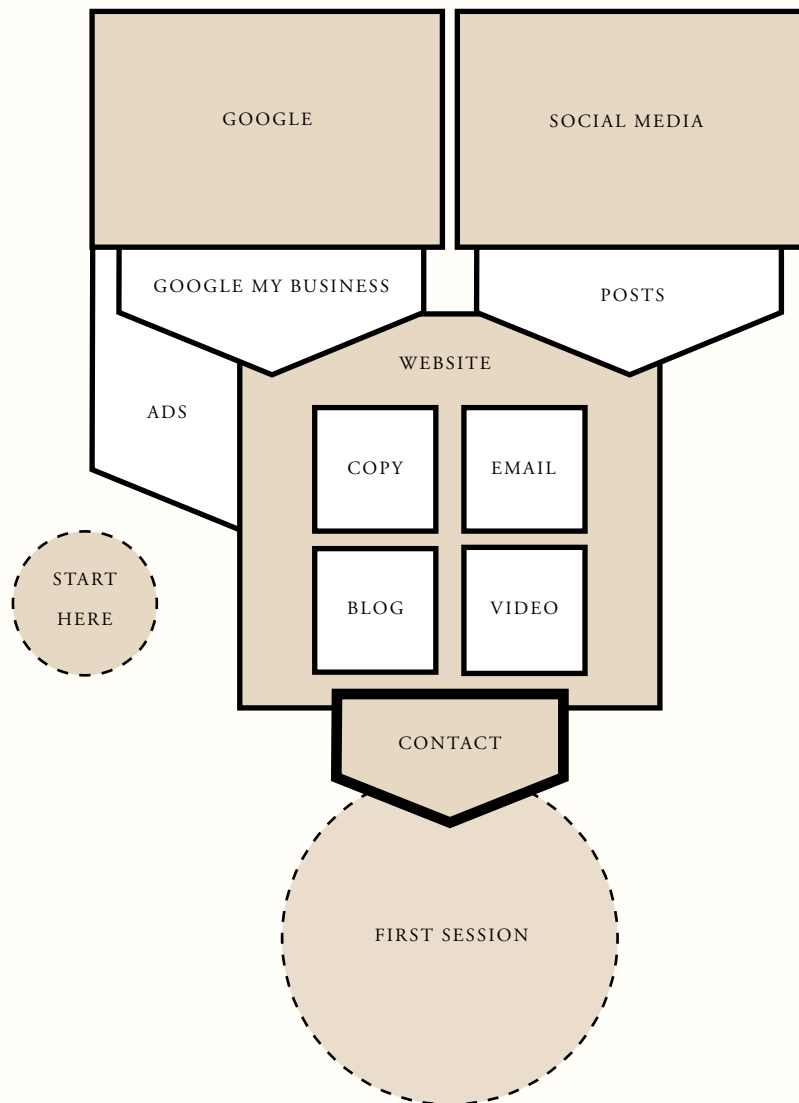 GOOGLE
SOCIAL MEDIA
GOOGLE MY BUSINESS
POSTS
WEBSITE
ADS
COPY
EMAIL
START
HERE
BLOG
VIDEO
CONTACT
FIRST SESSION